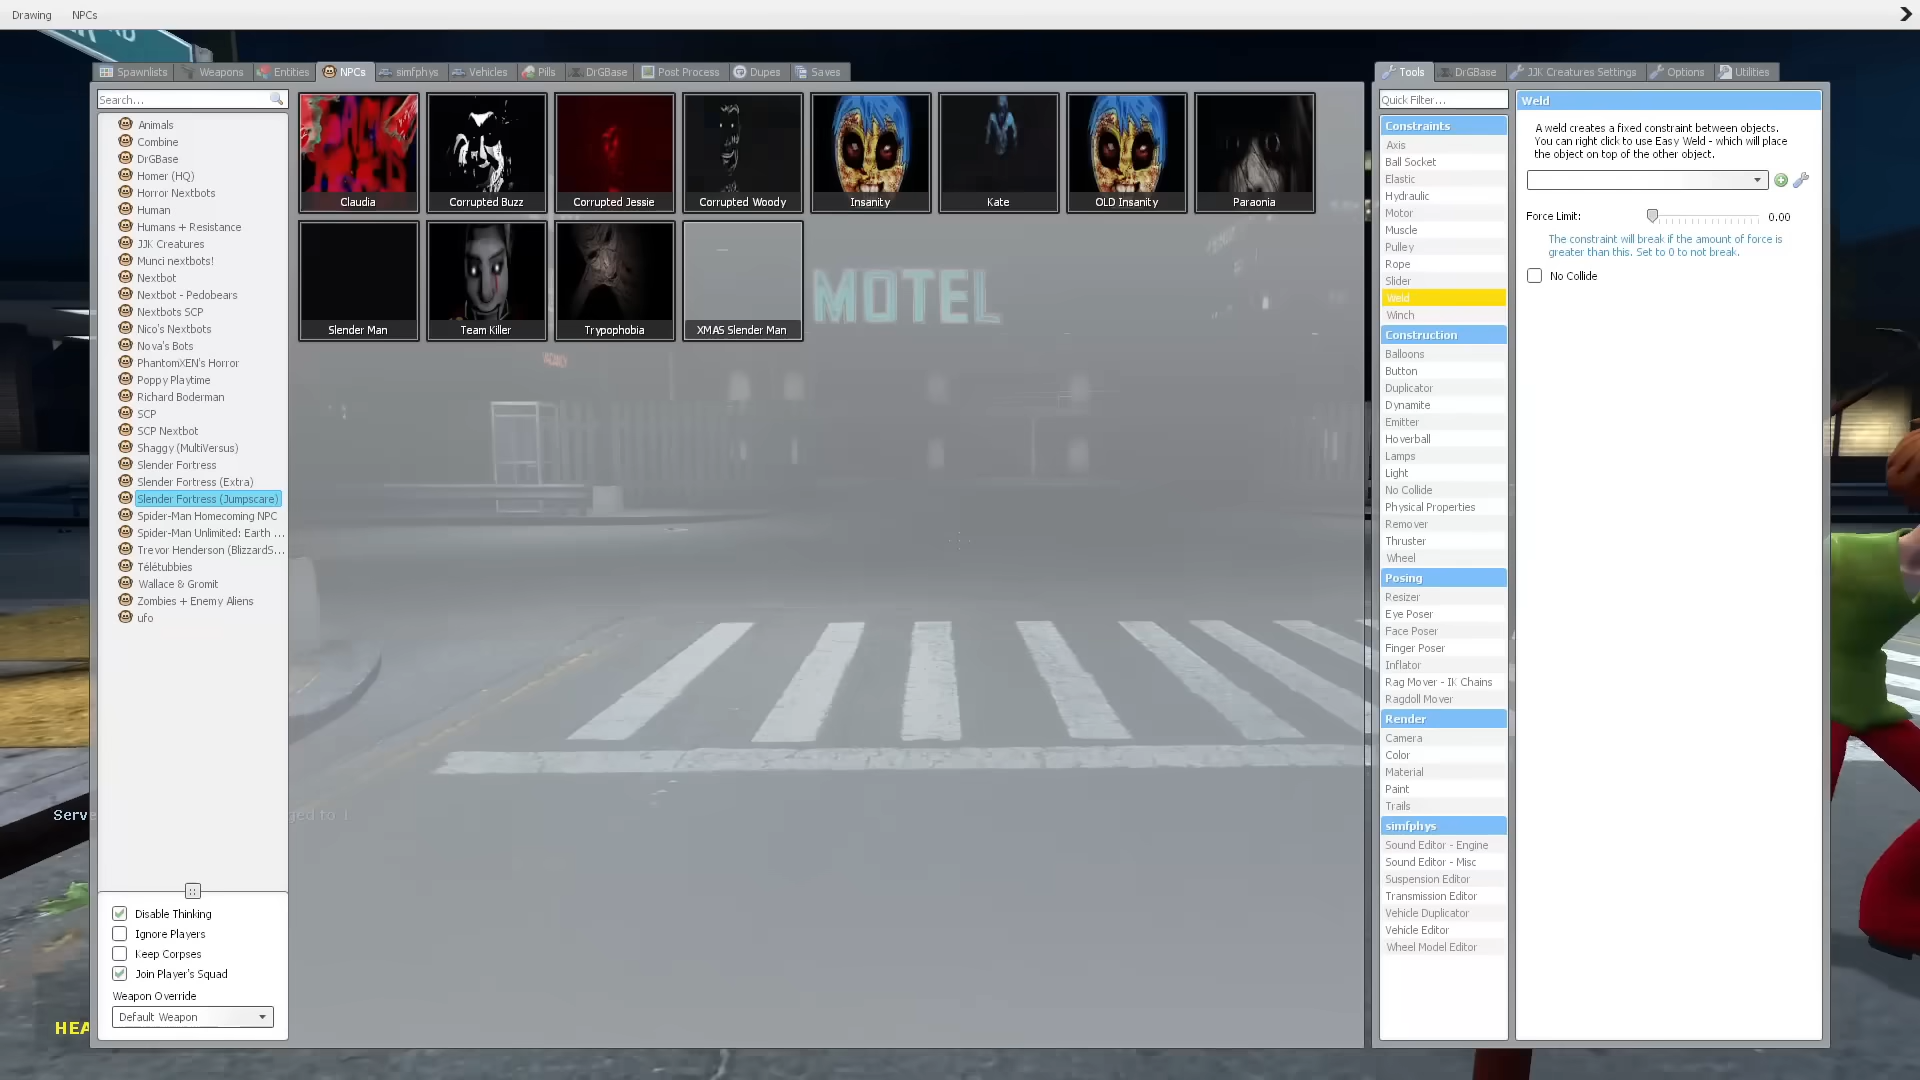 Drawing NPCs
Spawnlists Weapons Entities NPCs simfphys Vehicles Pills DrGBase Post Process Dupes Saves
Search...
Animals
Combine
DrGBase
Homer (HQ)
Horror Nextbots
Human
Humans + Resistance
JJK Creatures
Munci nextbots!
Nextbot
Nextbot - Pedobears
Nextbots SCP
Nico's Nextbots
Nova's Bots
PhantomXEN's Horror
Poppy Playtime
Richard Boderman
SCP
SCP Nextbot
Shaggy (MultiVersus)
Slender Fortress
Slender Fortress (Extra)
Slender Fortress (Jumpscare)
Spider-Man Homecoming NPC
Spider-Man Unlimited: Earth ...
Trevor Henderson (BlizzardS...
Télétubbies
Wallace & Gromit
Zombies + Enemy Aliens
ufo
Disable Thinking
Ignore Players
Keep Corpses
Join Player's Squad
Weapon Override
Default Weapon
Claudia
Corrupted Buzz
Corrupted Jessie
Corrupted Woody
Insanity
Kate
OLD Insanity
Paraonia
Slender Man
Team Killer
Trypophobia
XMAS Slender Man
MOTEL
Serv
ged to 1
HEA
Tools DrGBase JJK Creatures Settings Options Utilities
Quick Filter...
Constraints
Axis
Ball Socket
Elastic
Hydraulic
Motor
Muscle
Pulley
Rope
Slider
Weld
Winch
Construction
Balloons
Button
Duplicator
Dynamite
Emitter
Hoverball
Lamps
Light
No Collide
Physical Properties
Remover
Thruster
Wheel
Posing
Resizer
Eye Poser
Face Poser
Finger Poser
Inflator
Rag Mover - IK Chains
Ragdoll Mover
Render
Camera
Color
Material
Paint
Trails
simfphys
Sound Editor - Engine
Sound Editor - Misc
Suspension Editor
Transmission Editor
Vehicle Duplicator
Vehicle Editor
Wheel Model Editor
Weld
A weld creates a fixed constraint between objects.
You can right click to use Easy Weld - which will place
the object on top of the other object.
Force Limit: 0.00
The constraint will break if the amount of force is
greater than this. Set to 0 to not break.
No Collide